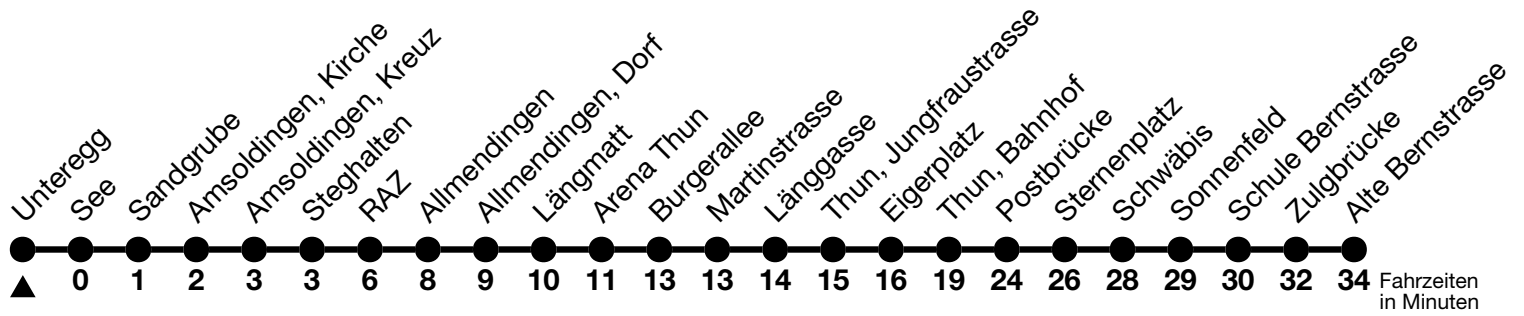 Unteregg
See
Sandgrube
Amsoldingen, Kirche
Amsoldingen, Kreuz
Steghalten
RAZ
Allmendingen
Allmendingen, Dorf
Längmatt
Arena Thun
Burgerallee
Martinstrasse
Länggasse
Thun, Jungfraustrasse
Eigerplatz
Thun, Bahnhof
Postbrücke
Sternenplatz
Schwäbis
Sonnenfeld
Schule Bernstrasse
Zulgbrücke
Alte Bernstrasse
0 1 2 3 3 6 8 9 10 11 13 13 14 15 16 19 24 26 28 29 30 32 34
Fahrzeiten
in Minuten